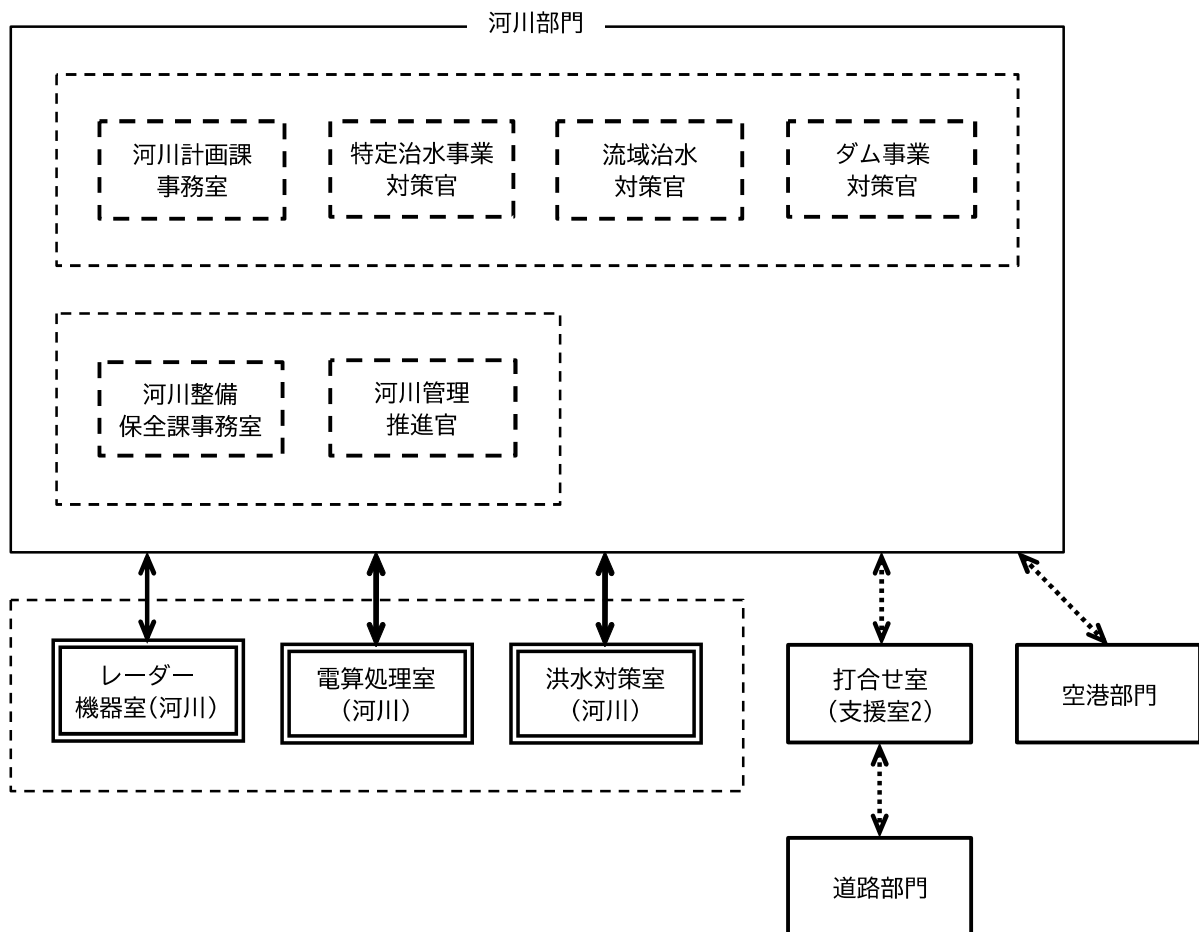 河川部門
河川計画課
事務室
特定治水事業
対策官
流域治水
対策官
ダム事業
対策官
河川整備
保全課事務室
河川管理
推進官
レーダー
機器室(河川)
電算処理室
(河川)
洪水対策室
(河川)
打合せ室
(支援室2)
空港部門
道路部門